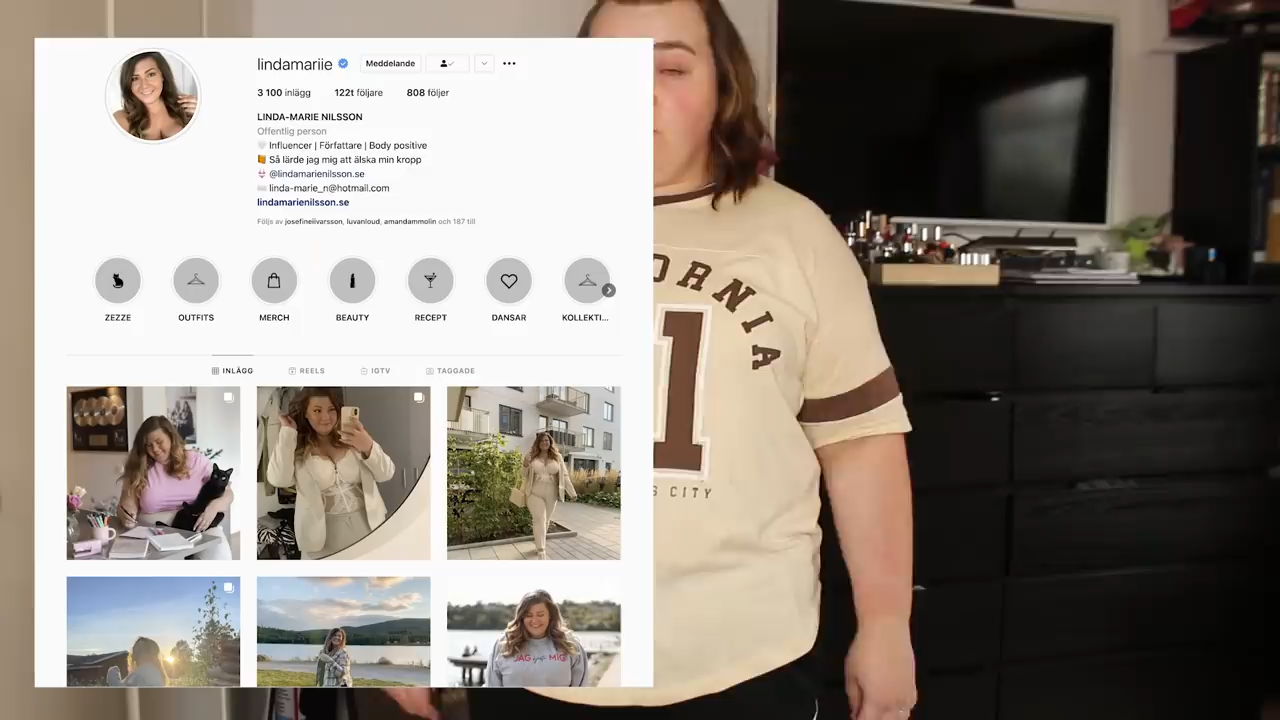 lindamariie
Meddelande
3 100 inlägg 122t följare 808 följer
LINDA-MARIE NILSSON
Offentlig person
Influencer | Författare | Body positive
Så lärde jag mig att älska min kropp
@lindamarienilsson.se
linda-marie_n@hotmail.com
lindamarienilsson.se
Följs av josefineiivarsson, luvanloud, amandammolin och 187 till
ZEZZE OUTFITS MERCH BEAUTY RECEPT DANSAR KOLLEKTI...
INLÄGG REELS IGTV TAGGADE
JAG MIG
ORNIA
1
CITY